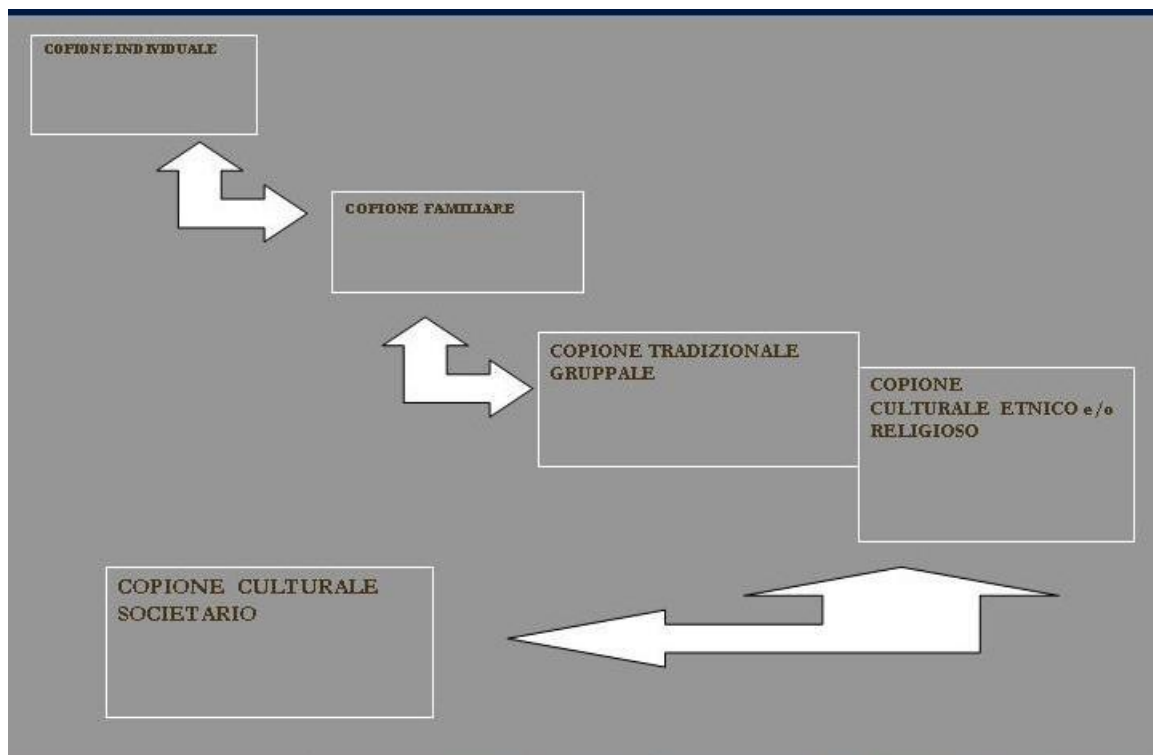 COPIONE INDIVIDUALE
COPIONE FAMILIARE
COPIONE TRADIZIONALE
GRUPPALE
COPIONE
CULTURALE ETNICO e/o
RELIGIOSO
COPIONE CULTURALE
SOCIETARIO